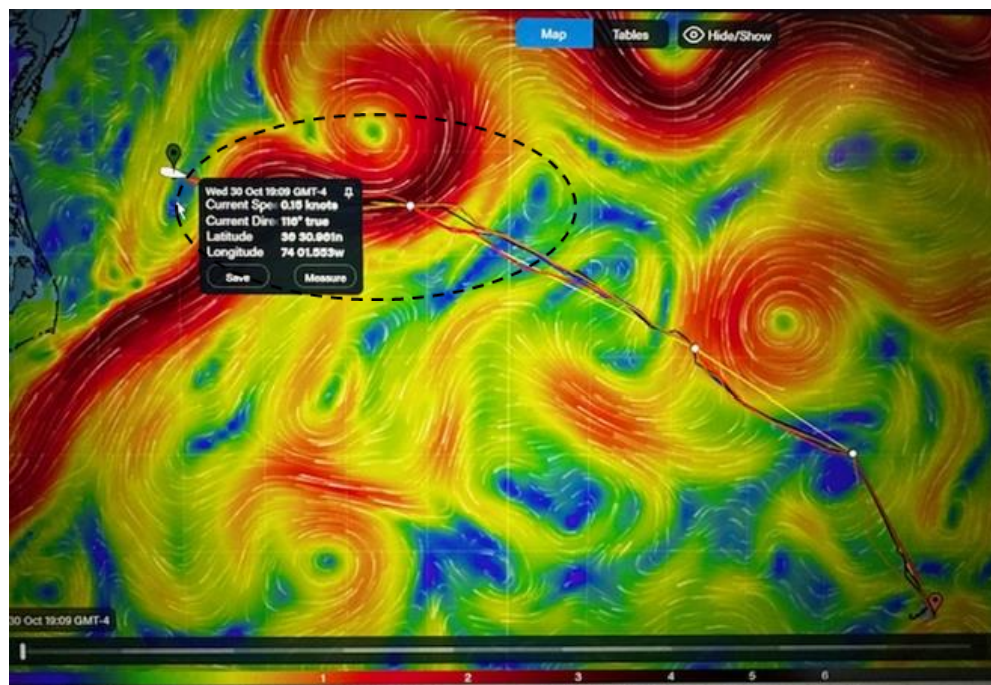 Map Tables Hide/Show
Wed 30 Oct 19:09 GMT-4
Current Spe 0.15 knots
Current Dire 116° true
Latitude 36 30.961n
Longitude 74 01.553w
Save Measure
30 Oct 19:09 GMT-4
1 2 3 4 5 6